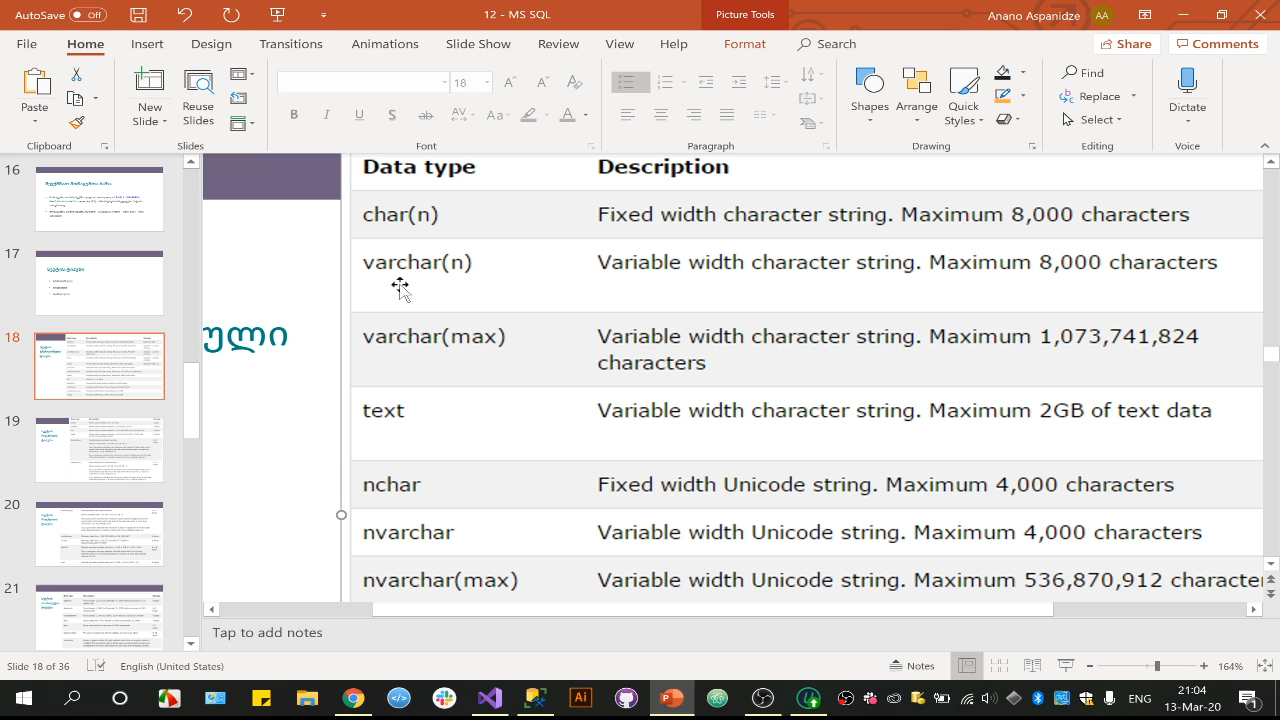 AutoSave Off
12 - MS SQL
Picture Tools
Anano Aspanidze AA
File Home Insert Design Transitions Animations Slide Show Review View Help Format Search
Share Comments
Paste
New Slide
Reuse Slides
18
Shapes
Arrange
Quick Styles
Find
Replace
Select
Dictate
Clipboard Slides Font Paragraph Drawing Editing Voice
16
17
18
19
20
21
ული
Data type Description
char(n) Fixed width character string. Maximum 8,000 characters
varchar(n) Variable width character string. Maximum 8,000 characters
varchar(max) Variable width character string. Maximum 1,073,741,824
characters
text Variable width character string. Maximum 2GB of text data
nchar Fixed width Unicode string. Maximum 4,000 characters
nvarchar Variable width Unicode string. Maximum 4,000 characters
nvarchar(max) Variable width Unicode string. Maximum 536,870,912 character
Tap to add notes
Slide 18 of 36 English (United States) Notes 164%
ENG 21:04
13-Mar-20